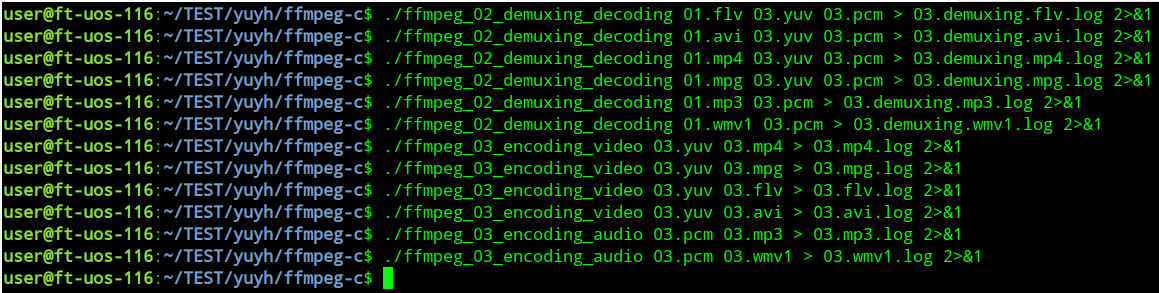 user@ft-uos-116:~/TEST/yuyh/ffmpeg-c$ ./ffmpeg_02_demuxing_decoding 01.flv 03.yuv 03.pcm > 03.demuxing.flv.log 2>&1
user@ft-uos-116:~/TEST/yuyh/ffmpeg-c$ ./ffmpeg_02_demuxing_decoding 01.avi 03.yuv 03.pcm > 03.demuxing.avi.log 2>&1
user@ft-uos-116:~/TEST/yuyh/ffmpeg-c$ ./ffmpeg_02_demuxing_decoding 01.mp4 03.yuv 03.pcm > 03.demuxing.mp4.log 2>&1
user@ft-uos-116:~/TEST/yuyh/ffmpeg-c$ ./ffmpeg_02_demuxing_decoding 01.mpg 03.yuv 03.pcm > 03.demuxing.mpg.log 2>&1
user@ft-uos-116:~/TEST/yuyh/ffmpeg-c$ ./ffmpeg_02_demuxing_decoding 01.mp3 03.pcm > 03.demuxing.mp3.log 2>&1
user@ft-uos-116:~/TEST/yuyh/ffmpeg-c$ ./ffmpeg_02_demuxing_decoding 01.wmv1 03.pcm > 03.demuxing.wmv1.log 2>&1
user@ft-uos-116:~/TEST/yuyh/ffmpeg-c$ ./ffmpeg_03_encoding_video 03.yuv 03.mp4 > 03.mp4.log 2>&1
user@ft-uos-116:~/TEST/yuyh/ffmpeg-c$ ./ffmpeg_03_encoding_video 03.yuv 03.mpg > 03.mpg.log 2>&1
user@ft-uos-116:~/TEST/yuyh/ffmpeg-c$ ./ffmpeg_03_encoding_video 03.yuv 03.flv > 03.flv.log 2>&1
user@ft-uos-116:~/TEST/yuyh/ffmpeg-c$ ./ffmpeg_03_encoding_video 03.yuv 03.avi > 03.avi.log 2>&1
user@ft-uos-116:~/TEST/yuyh/ffmpeg-c$ ./ffmpeg_03_encoding_audio 03.pcm 03.mp3 > 03.mp3.log 2>&1
user@ft-uos-116:~/TEST/yuyh/ffmpeg-c$ ./ffmpeg_03_encoding_audio 03.pcm 03.wmv1 > 03.wmv1.log 2>&1
user@ft-uos-116:~/TEST/yuyh/ffmpeg-c$